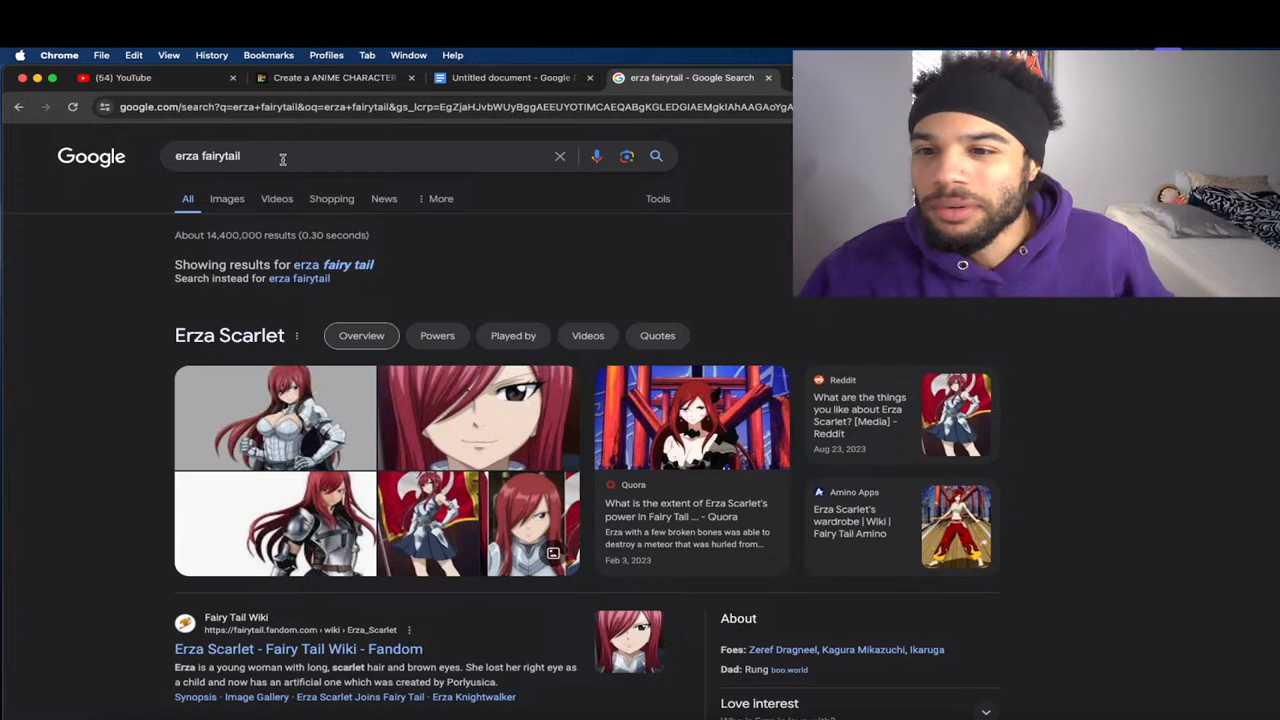 Chrome File Edit View History Bookmarks Profiles Tab Window Help
(54) YouTube
Create a ANIME CHARACTER
Untitled document - Google D
erza fairytail - Google Search
google.com/search?q=erza+fairytail&oq=erza+fairytail&gs_lcrp=
Google
erza fairytail
All Images Videos Shopping News More Tools
About 14,400,000 results (0.30 seconds)
Showing results for erza fairy tail
Search instead for erza fairytail
Erza Scarlet
Overview Powers Played by Videos Quotes
Quora
What is the extent of Erza Scarlet's
power in Fairy Tail ... - Quora
Erza with a few broken bones was able to
destroy a meteor that was hurled from...
Feb 3, 2023
Reddit
What are the things
you like about Erza
Scarlet? [Media] -
Reddit
Aug 23, 2023
Amino Apps
Erza Scarlet's
wardrobe | Wiki |
Fairy Tail Amino
Fairy Tail Wiki
https://fairytail.fandom.com › wiki › Erza_Scarlet
Erza Scarlet - Fairy Tail Wiki - Fandom
Erza is a young woman with long, scarlet hair and brown eyes. She lost her right eye as
a child and now has an artificial one which was created by Porlyusica.
Synopsis · Image Gallery · Erza Scarlet Joins Fairy Tail · Erza Knightwalker
About
Foes: Zeref Dragneel, Kagura Mikazuchi, Ikaruga
Dad: Rung boo.world
Love interest